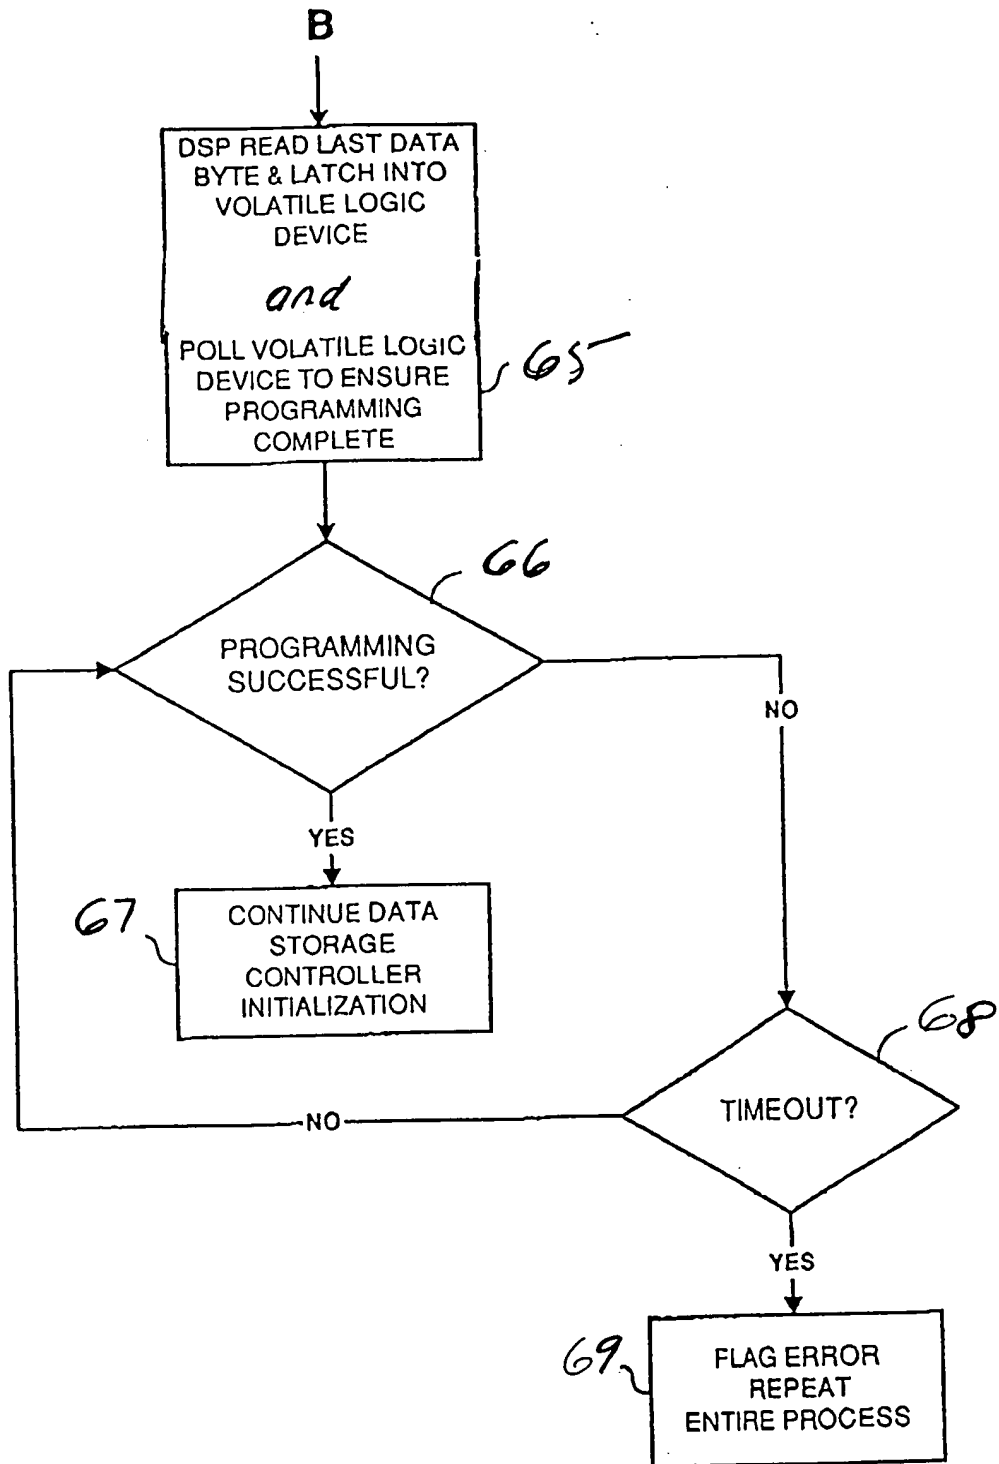 B
DSP READ LAST DATA
BYTE & LATCH INTO
VOLATILE LOGIC
DEVICE
and
POLL VOLATILE LOGIC
DEVICE TO ENSURE
PROGRAMMING
COMPLETE
65
66
PROGRAMMING
SUCCESSFUL?
NO
YES
67
CONTINUE DATA
STORAGE
CONTROLLER
INITIALIZATION
68
TIMEOUT?
NO
YES
69
FLAG ERROR
REPEAT
ENTIRE PROCESS